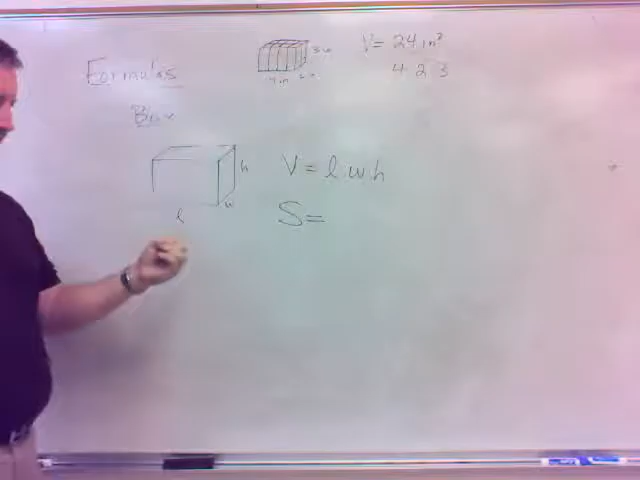 Formulas
Box
3 in
4 in
V = 24 in³
4 2 3
h
w
l
V = l·w·h
S =